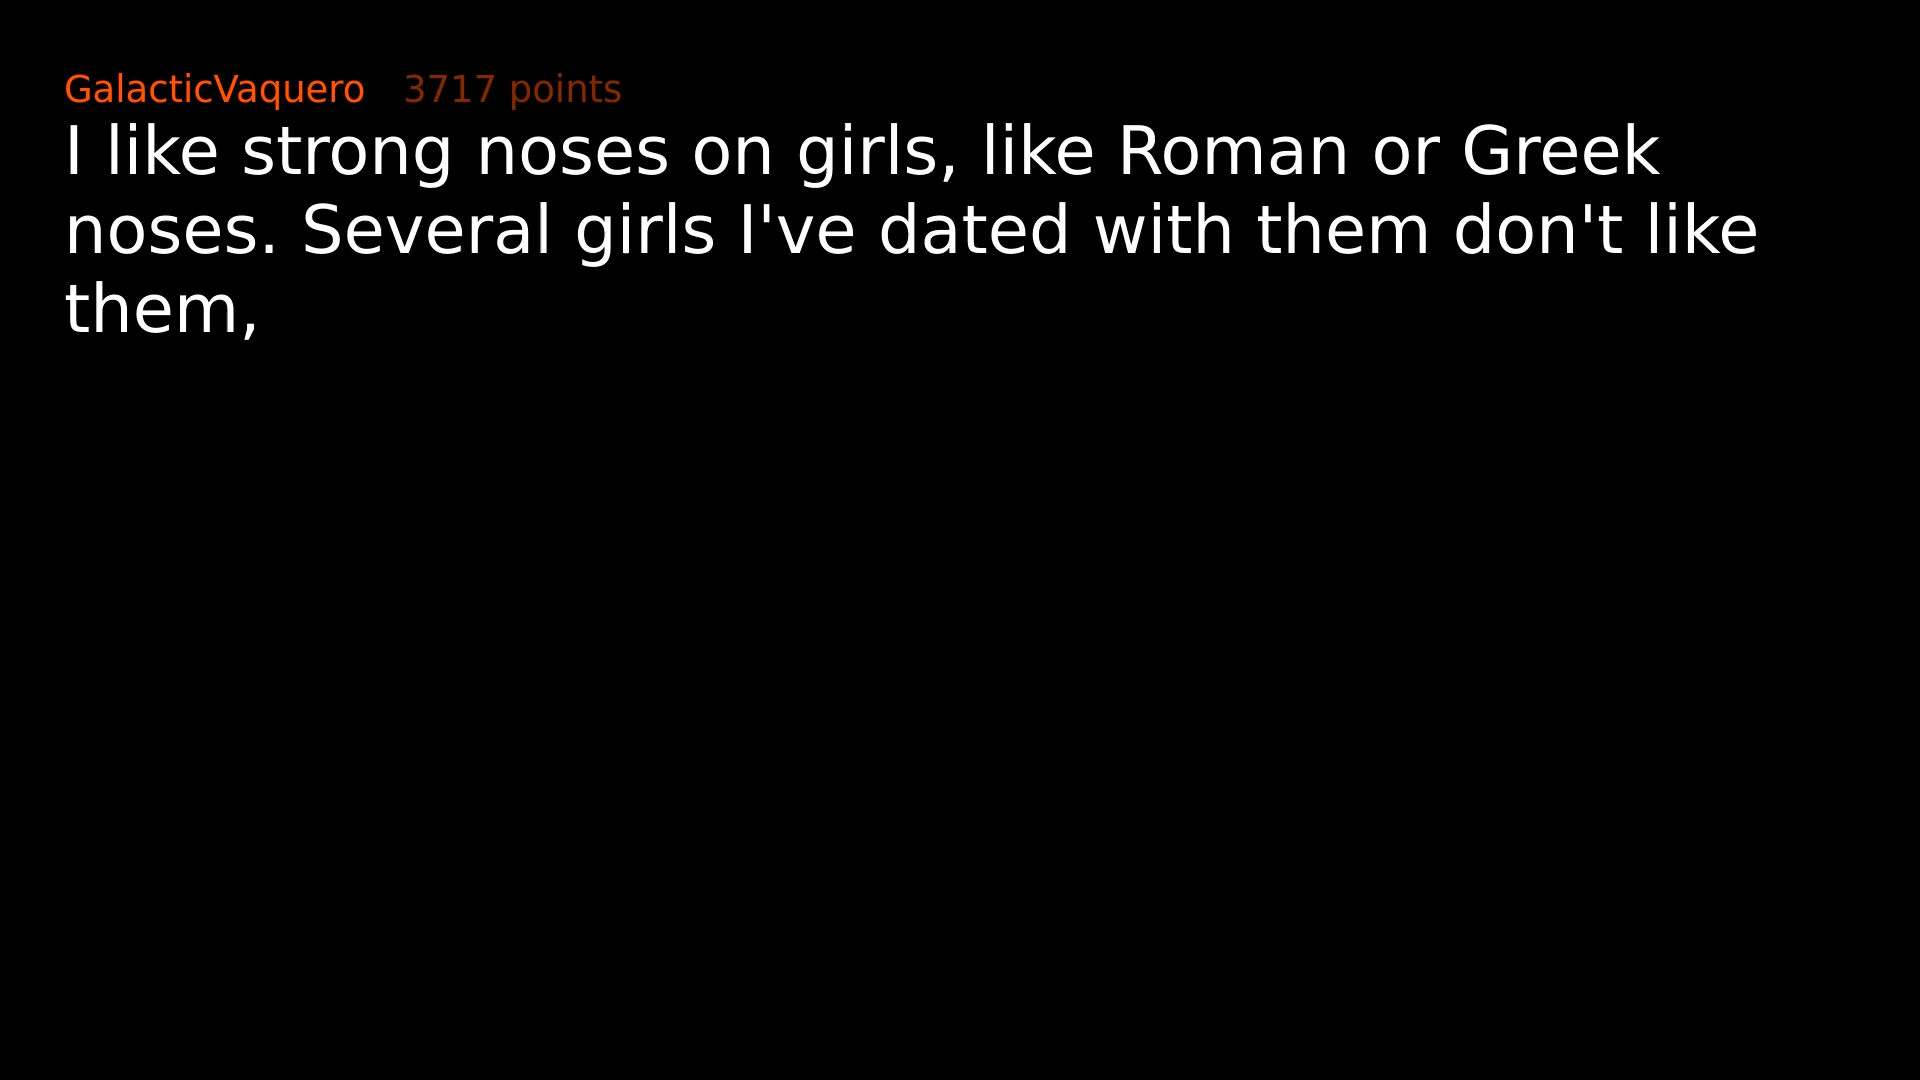 GalacticVaquero 3717 points
I like strong noses on girls, like Roman or Greek
noses. Several girls I've dated with them don't like
them,